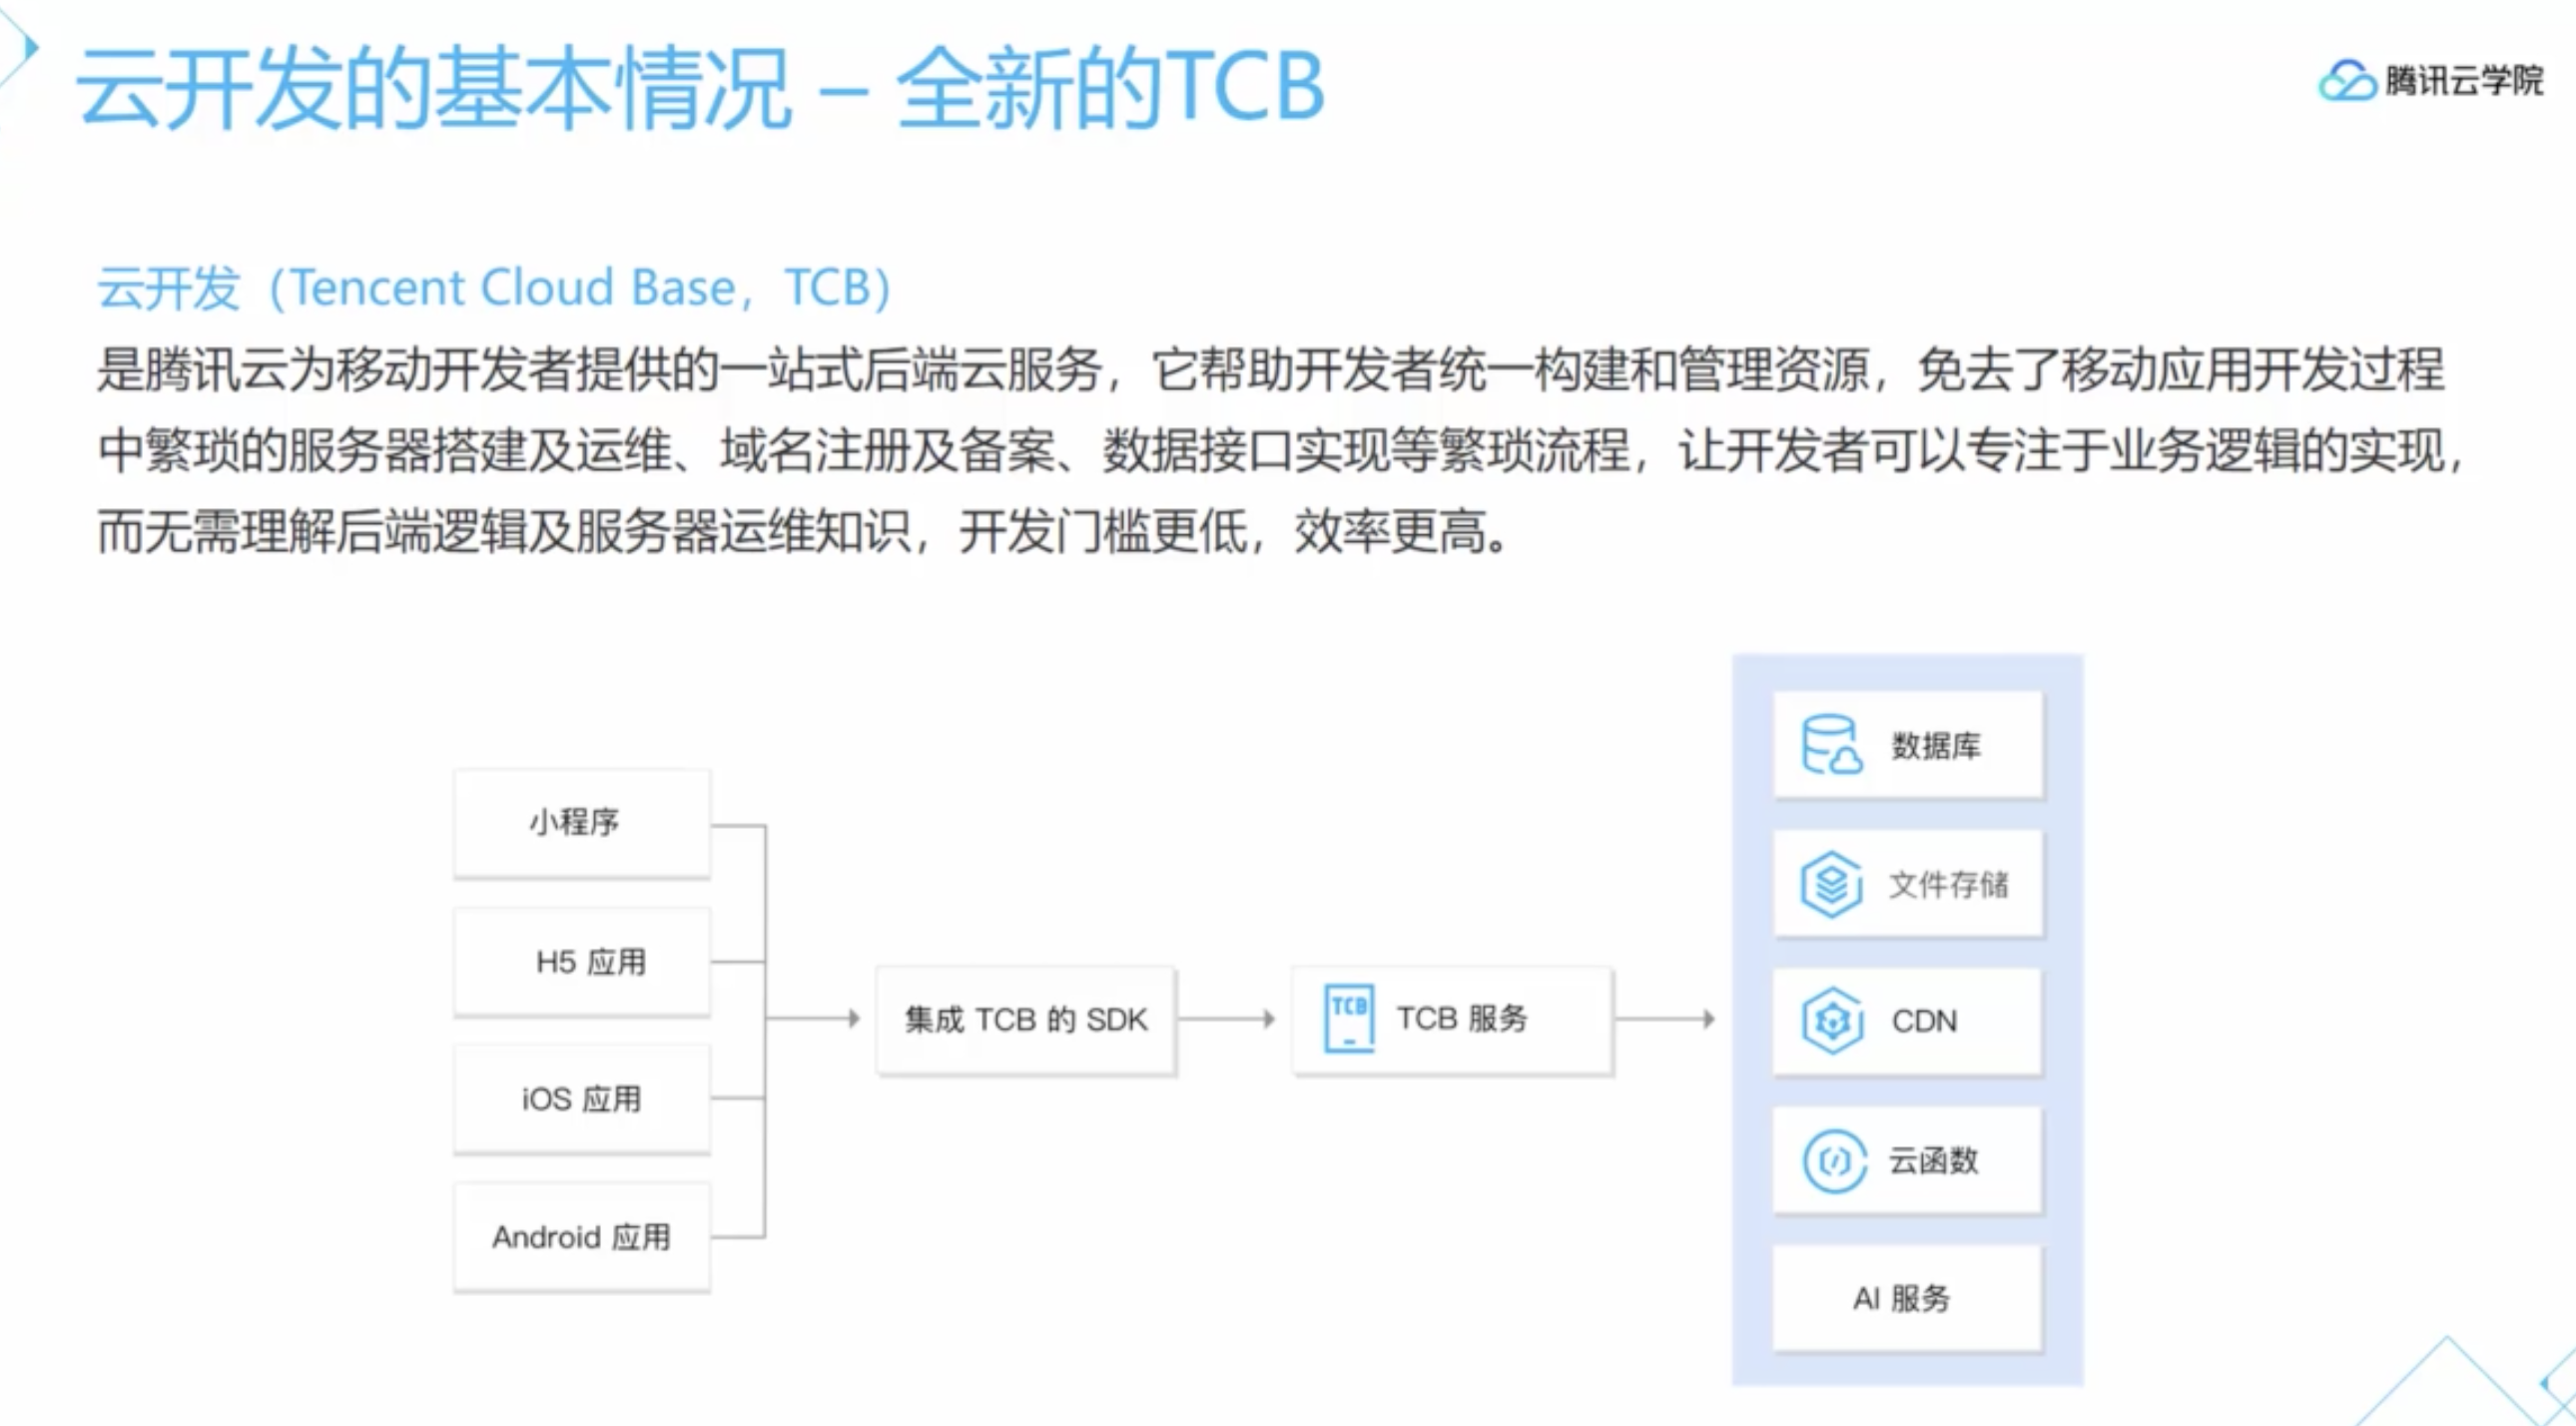 云开发的基本情况 – 全新的TCB
腾讯云学院
云开发（Tencent Cloud Base，TCB）
是腾讯云为移动开发者提供的一站式后端云服务，它帮助开发者统一构建和管理资源，免去了移动应用开发过程
中繁琐的服务器搭建及运维、域名注册及备案、数据接口实现等繁琐流程，让开发者可以专注于业务逻辑的实现，
而无需理解后端逻辑及服务器运维知识，开发门槛更低，效率更高。
小程序
H5 应用
iOS 应用
Android 应用
集成 TCB 的 SDK
TCB
TCB 服务
数据库
文件存储
CDN
云函数
AI 服务